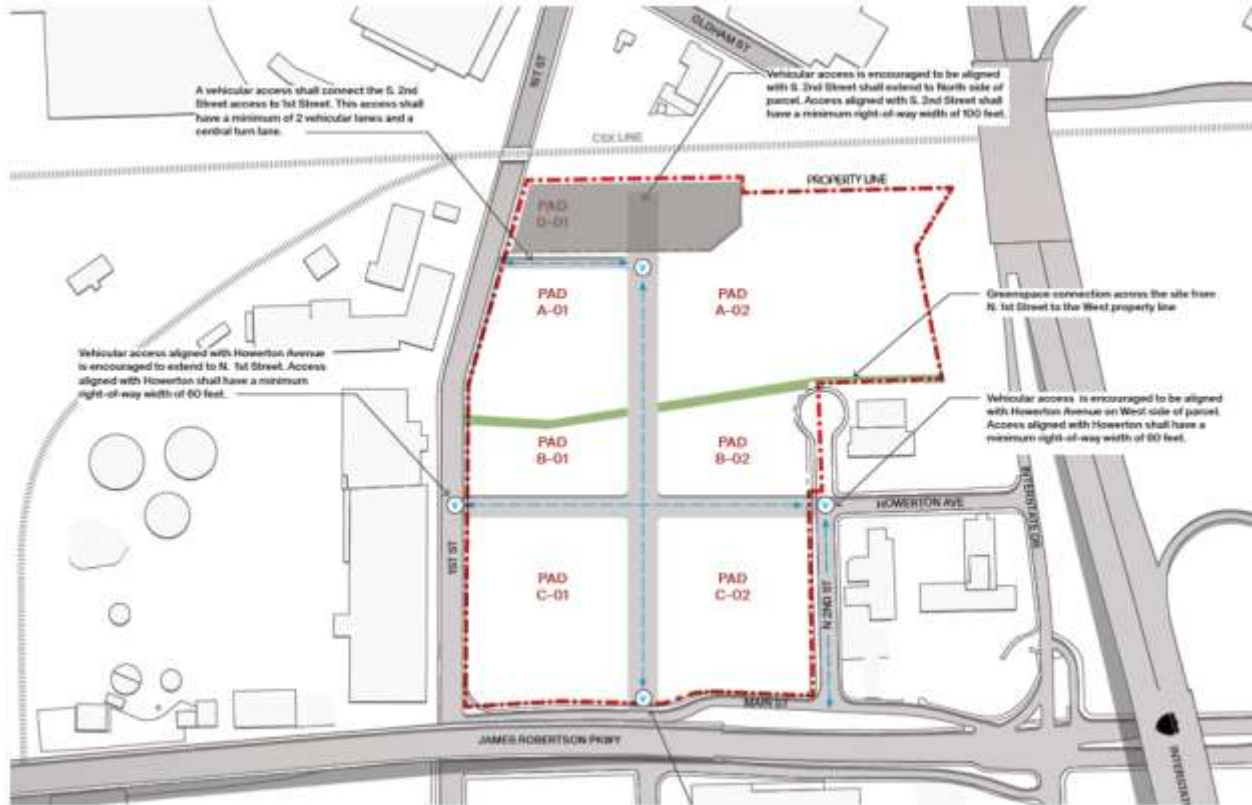 OLDHAM ST
1ST ST
A vehicular access shall connect the S. 2nd
Street access to 1st Street. This access shall
have a minimum of 2 vehicular lanes and a
central turn lane.
Vehicular access is encouraged to be aligned
with S. 2nd Street shall extend to North side of
parcel. Access aligned with S. 2nd Street shall
have a minimum right-of-way width of 100 feet.
CSX LINE
PROPERTY LINE
PAD
D-01
V
PAD
A-01
PAD
A-02
Greenspace connection across the site from
N. 1st Street to the West property line
Vehicular access aligned with Howerton Avenue
is encouraged to extend to N. 1st Street. Access
aligned with Howerton shall have a minimum
right-of-way width of 60 feet.
Vehicular access is encouraged to be aligned
with Howerton Avenue on West side of parcel.
Access aligned with Howerton shall have a
minimum right-of-way width of 60 feet.
PAD
B-01
PAD
B-02
V
V
HOWERTON AVE
INTERSTATE DR
1ST ST
PAD
C-01
PAD
C-02
N 2ND ST
V
MAIN ST
JAMES ROBERTSON PKWY
INTERSTAT